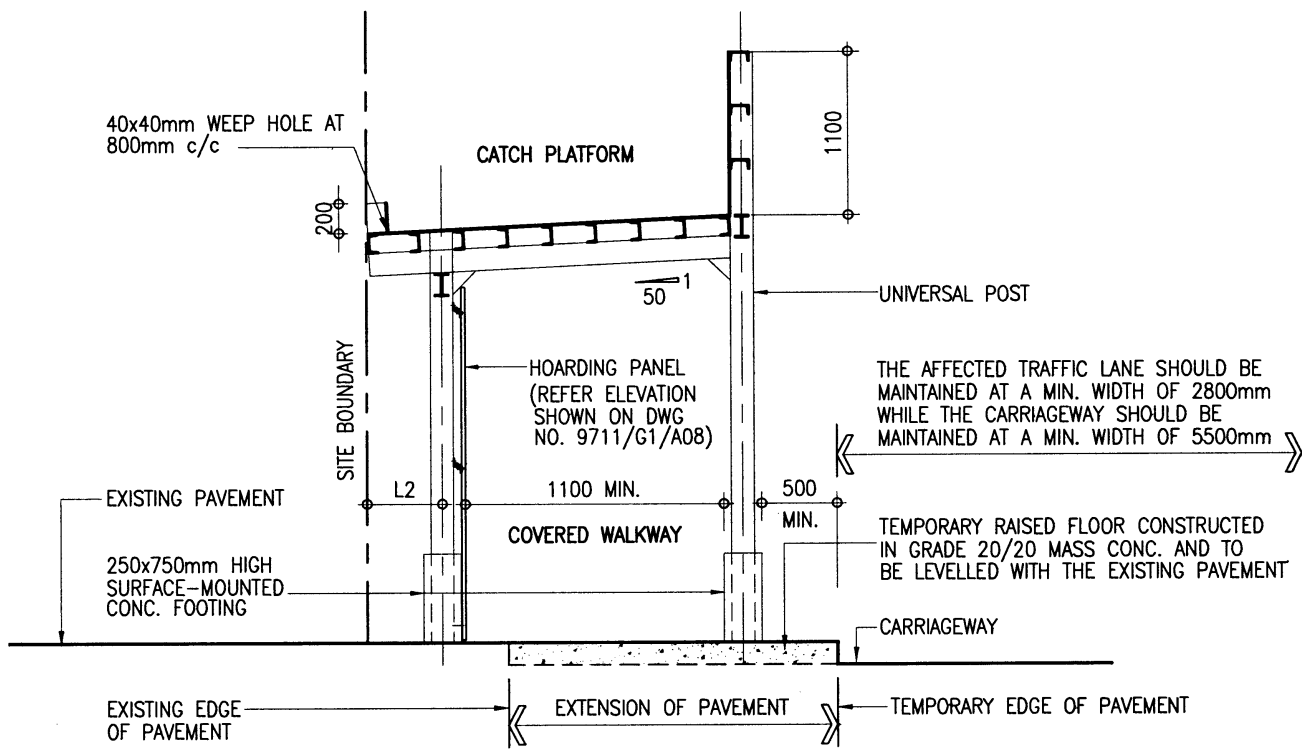 40x40mm WEEP HOLE AT
800mm c/c
CATCH PLATFORM
1100
200
1
50
UNIVERSAL POST
SITE BOUNDARY
HOARDING PANEL
(REFER ELEVATION
SHOWN ON DWG
NO. 9711/G1/A08)
THE AFFECTED TRAFFIC LANE SHOULD BE
MAINTAINED AT A MIN. WIDTH OF 2800mm
WHILE THE CARRIAGEWAY SHOULD BE
MAINTAINED AT A MIN. WIDTH OF 5500mm
EXISTING PAVEMENT
L2
1100 MIN.
500
MIN.
COVERED WALKWAY
250x750mm HIGH
SURFACE-MOUNTED
CONC. FOOTING
TEMPORARY RAISED FLOOR CONSTRUCTED
IN GRADE 20/20 MASS CONC. AND TO
BE LEVELLED WITH THE EXISTING PAVEMENT
CARRIAGEWAY
EXISTING EDGE
OF PAVEMENT
EXTENSION OF PAVEMENT
TEMPORARY EDGE OF PAVEMENT